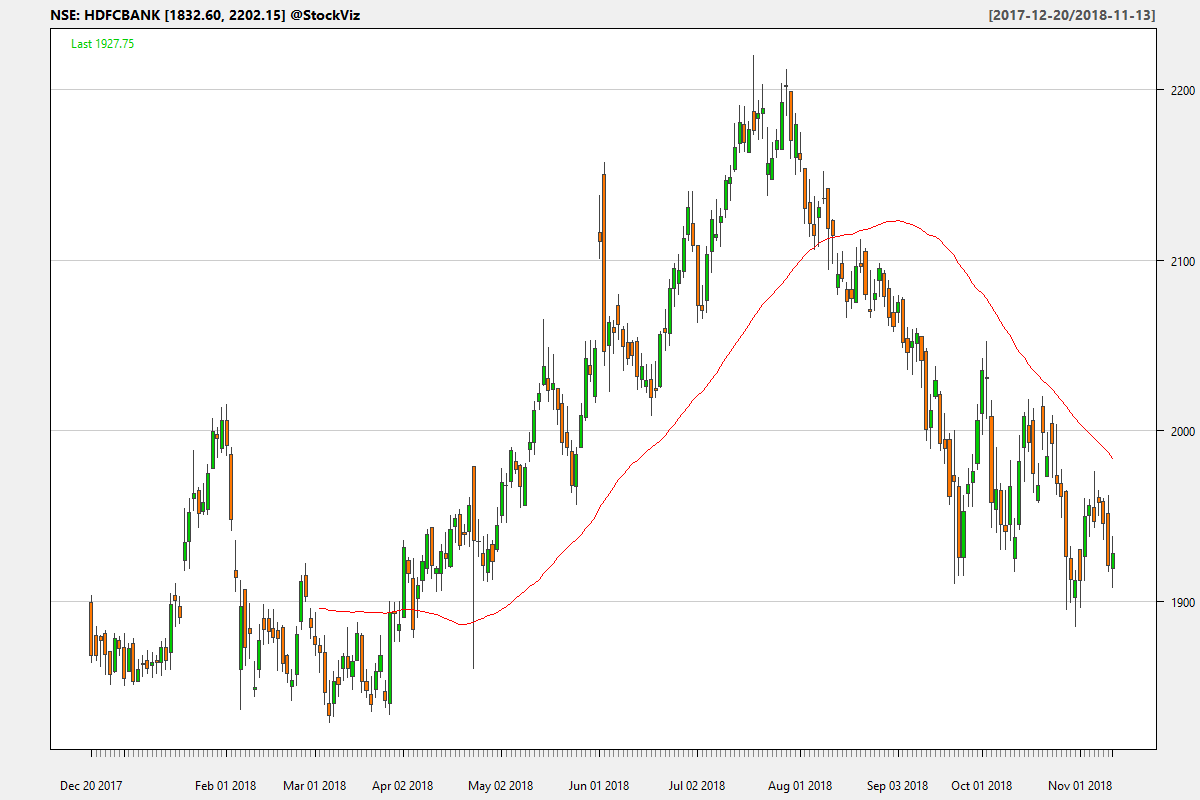 NSE: HDFCBANK [1832.60, 2202.15] @StockViz [2017-12-20/2018-11-13]
Last 1927.75
2200
2100
2000
1900
Dec 20 2017 Feb 01 2018 Mar 01 2018 Apr 02 2018 May 02 2018 Jun 01 2018 Jul 02 2018 Aug 01 2018 Sep 03 2018 Oct 01 2018 Nov 01 2018